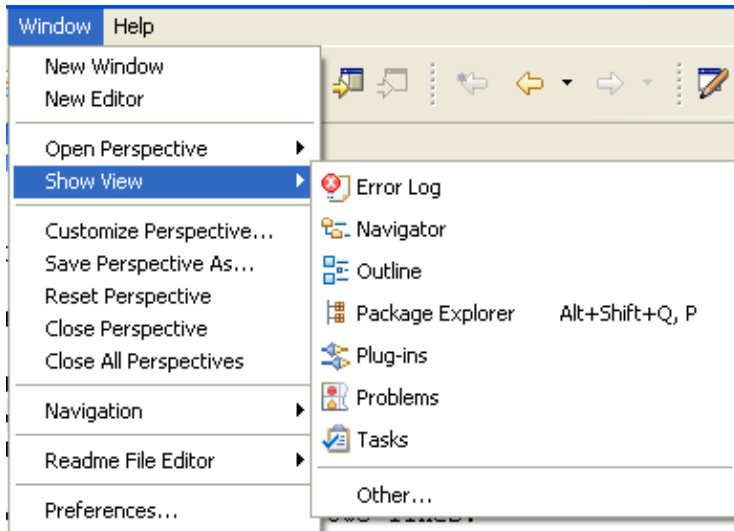 Window Help
New Window
New Editor
Open Perspective
Show View
Customize Perspective...
Save Perspective As...
Reset Perspective
Close Perspective
Close All Perspectives
Navigation
Readme File Editor
Preferences...
Error Log
Navigator
Outline
Package Explorer Alt+Shift+Q, P
Plug-ins
Problems
Tasks
Other...